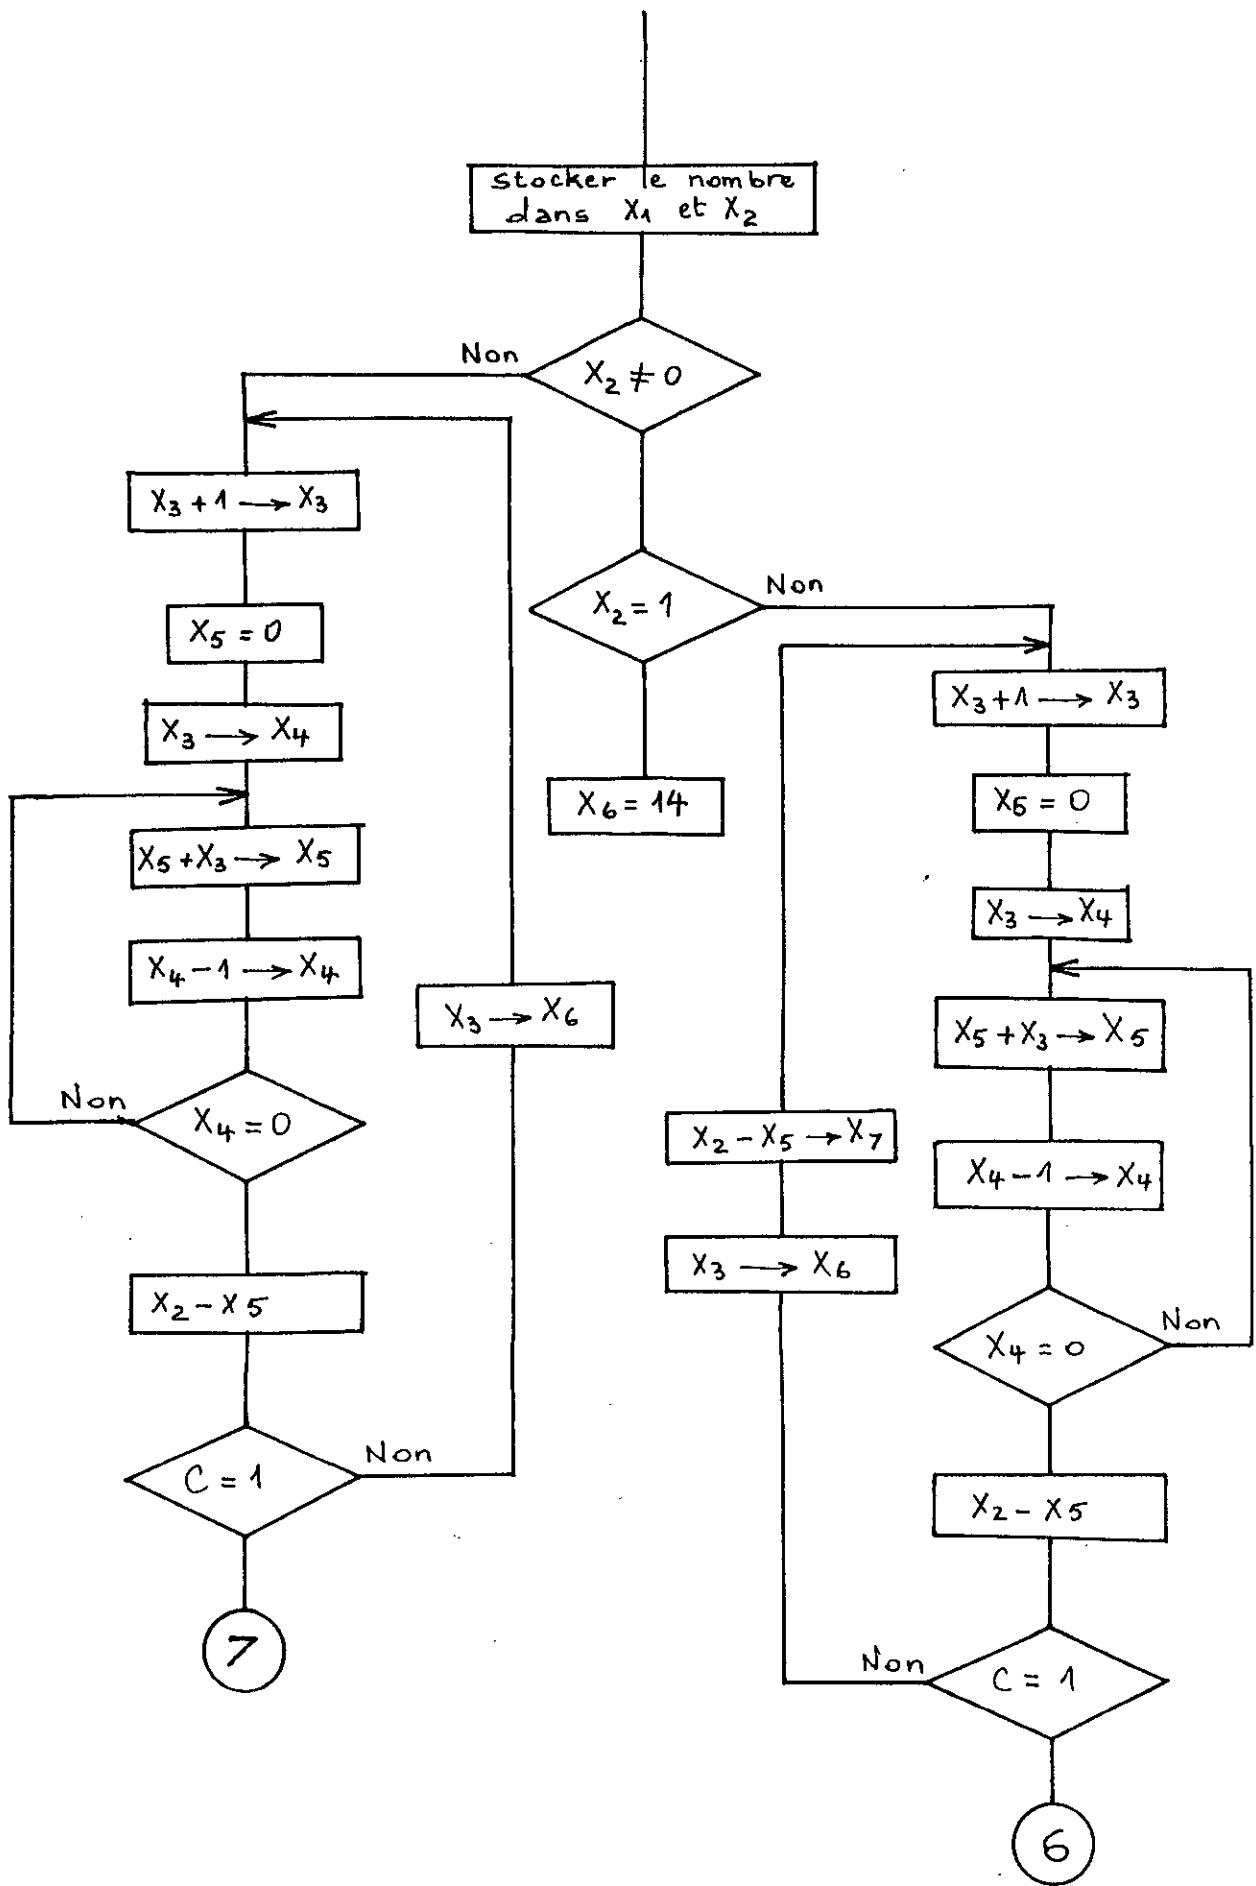 Stocker le nombre
dans X₁ et X₂
X₂ ≠ 0
Non
X₃ + 1 → X₃
X₅ = 0
X₃ → X₄
X₅ + X₃ → X₅
X₄ - 1 → X₄
X₄ = 0
Non
X₂ - X5
C = 1
Non
X₃ → X₆
7
X₂ = 1
Non
X₆ = 14
X₃ + 1 → X₃
X₅ = 0
X₃ → X₄
X₅ + X₃ → X₅
X₄ - 1 → X₄
X₄ = 0
Non
X₂ - X5
C = 1
Non
X₃ → X₆
X₂ - X₅ → X₇
6